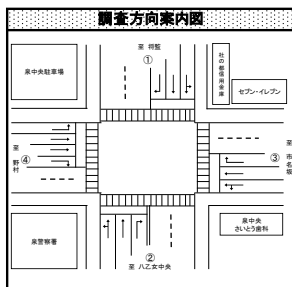 調査方向案内図
至 将監
①
泉中央駐車場
杜の都信用金庫
セブン・イレブン
至 野村
④
③
至 市名坂
泉警察署
②
至 八乙女中央
泉中央
さいとう歯科